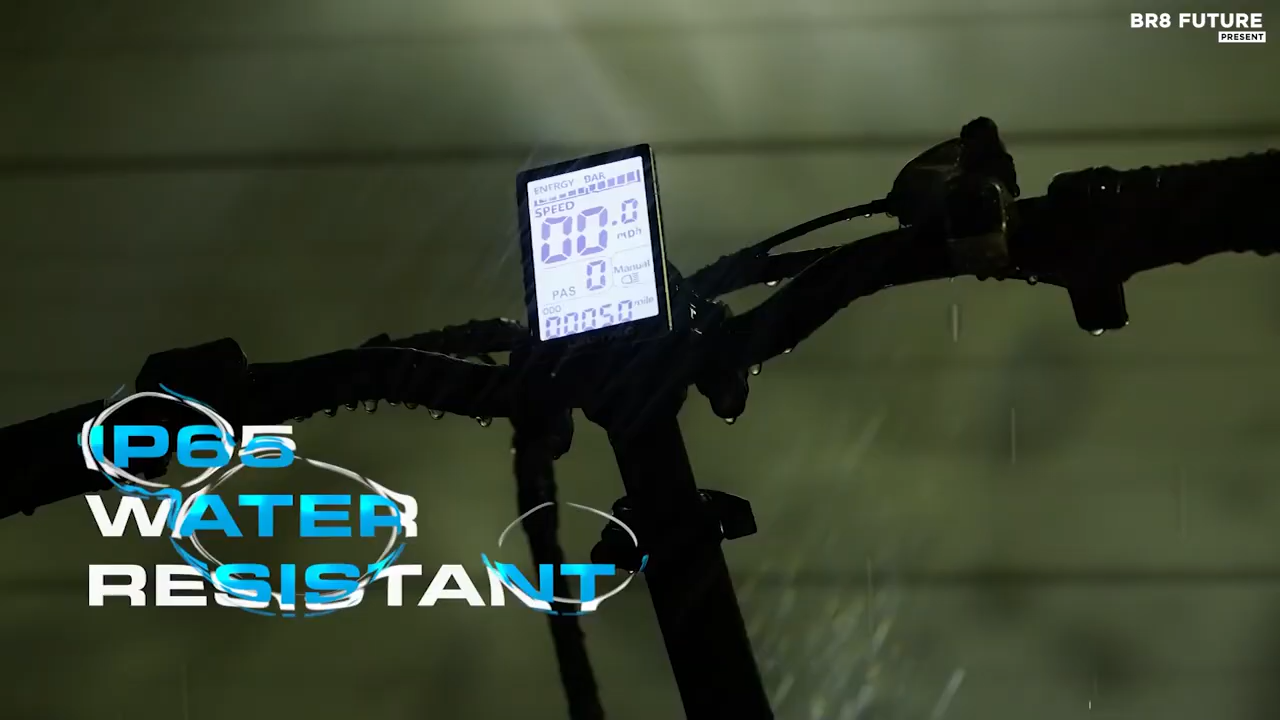 BR8 FUTURE
PRESENT
ENERGY BAR
SPEED
00.0
mph
PAS 0 Manual
ODO
00050 mile
IP65
WATER
RESISTANT